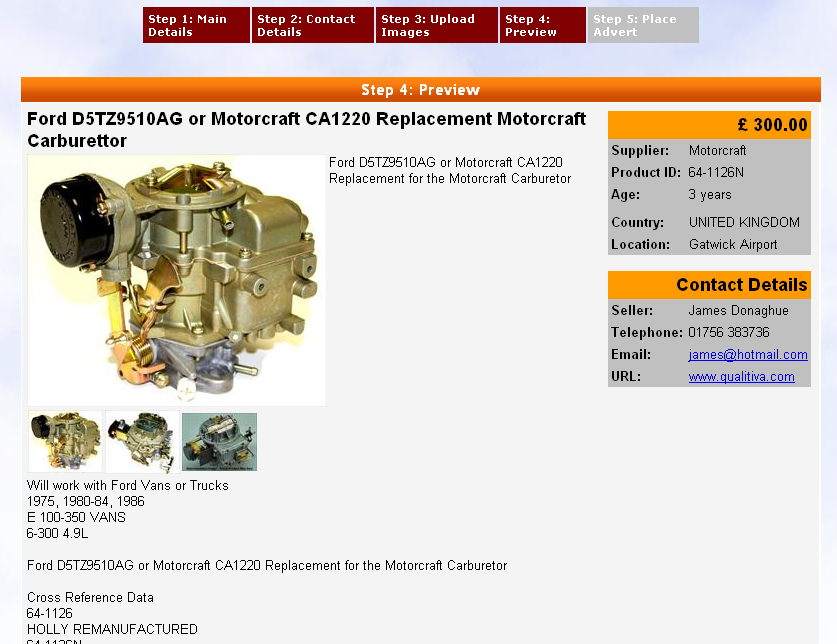 Step 1: Main
Details
Step 2: Contact
Details
Step 3: Upload
Images
Step 4:
Preview
Step 5: Place
Advert
Step 4: Preview
Ford D5TZ9510AG or Motorcraft CA1220 Replacement Motorcraft
Carburettor
Ford D5TZ9510AG or Motorcraft CA1220
Replacement for the Motorcraft Carburetor
£ 300.00
Supplier: Motorcraft
Product ID: 64-1126N
Age: 3 years
Country: UNITED KINGDOM
Location: Gatwick Airport
Contact Details
Seller: James Donaghue
Telephone: 01756 383736
Email: james@hotmail.com
URL: www.qualitiva.com
Will work with Ford Vans or Trucks
1975, 1980-84, 1986
E 100-350 VANS
6-300 4.9L
Ford D5TZ9510AG or Motorcraft CA1220 Replacement for the Motorcraft Carburetor
Cross Reference Data
64-1126
HOLLY REMANUFACTURED
64-1126N